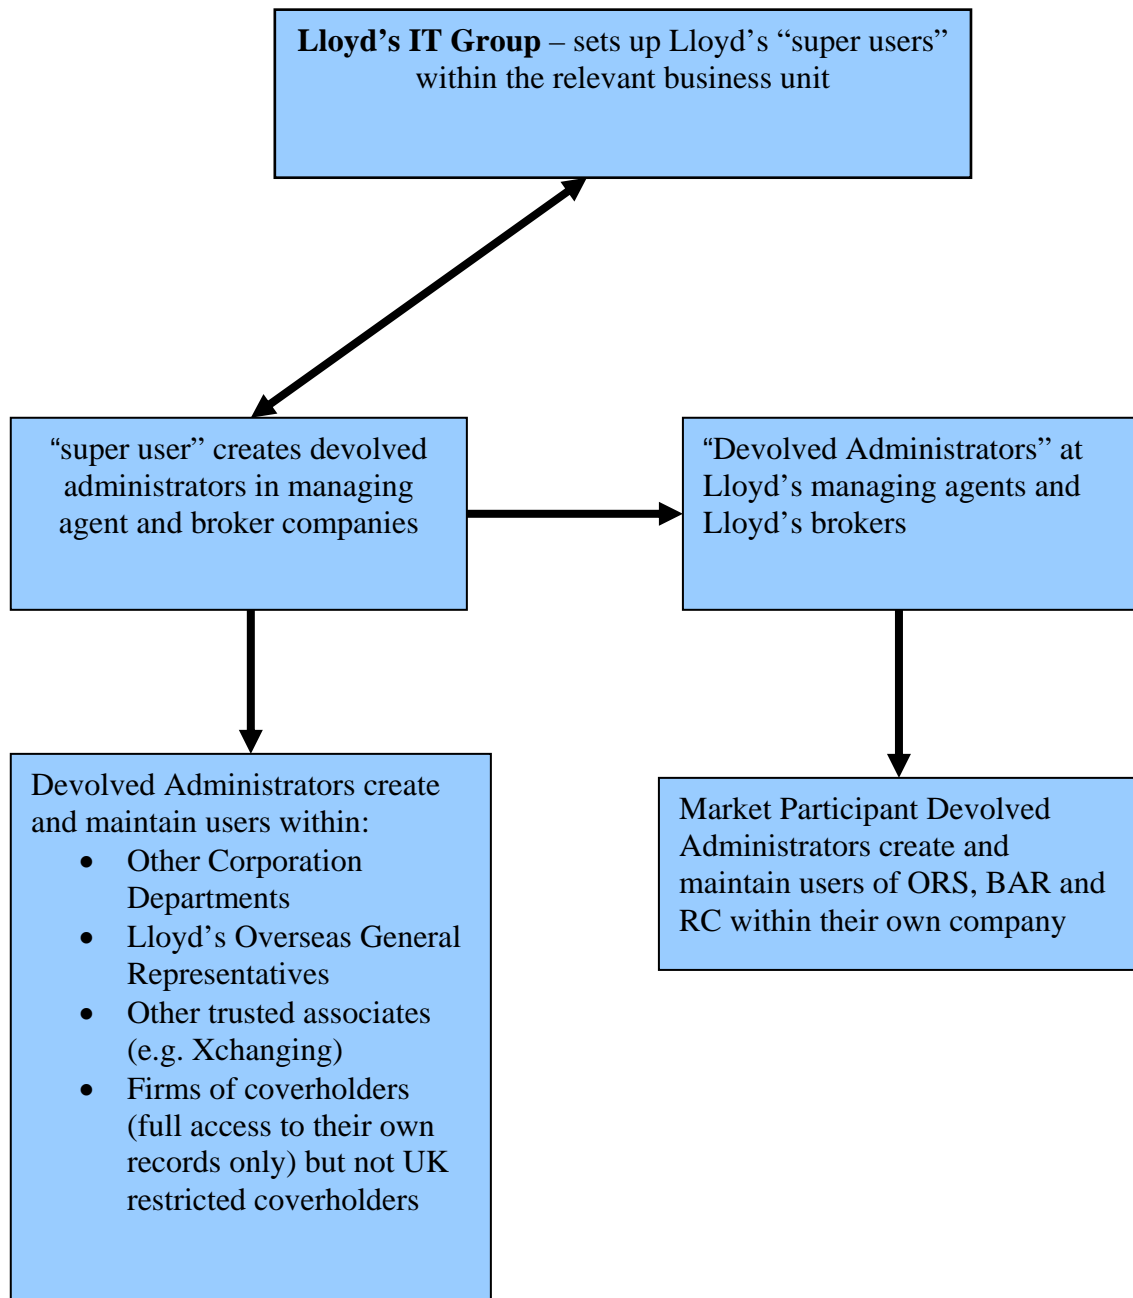 Lloyd's IT Group – sets up Lloyd's “super users”
within the relevant business unit
“super user” creates devolved
administrators in managing
agent and broker companies
“Devolved Administrators” at
Lloyd's managing agents and
Lloyd's brokers
Devolved Administrators create
and maintain users within:
• Other Corporation
Departments
• Lloyd's Overseas General
Representatives
• Other trusted associates
(e.g. Xchanging)
• Firms of coverholders
(full access to their own
records only) but not UK
restricted coverholders
Market Participant Devolved
Administrators create and
maintain users of ORS, BAR and
RC within their own company